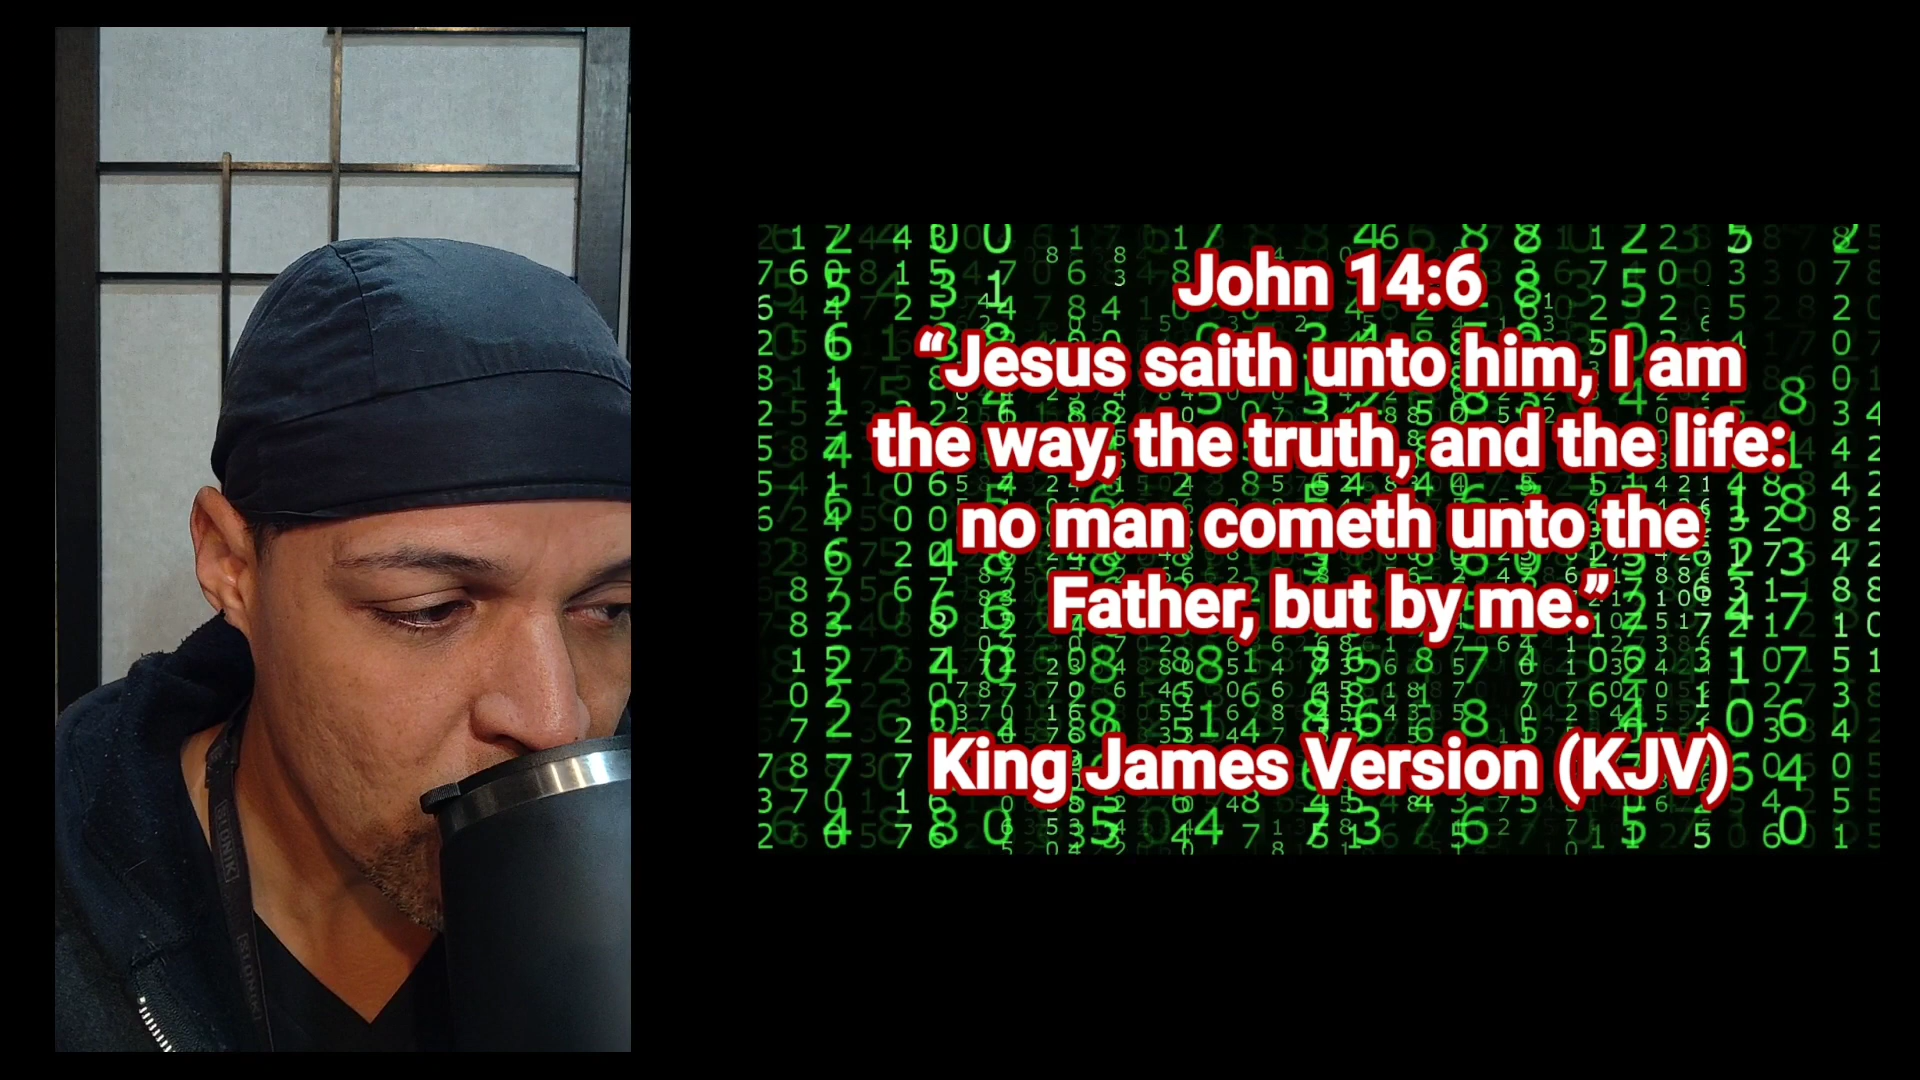 John 14:6
“Jesus saith unto him, I am
the way, the truth, and the life:
no man cometh unto the
Father, but by me.”
King James Version (KJV)